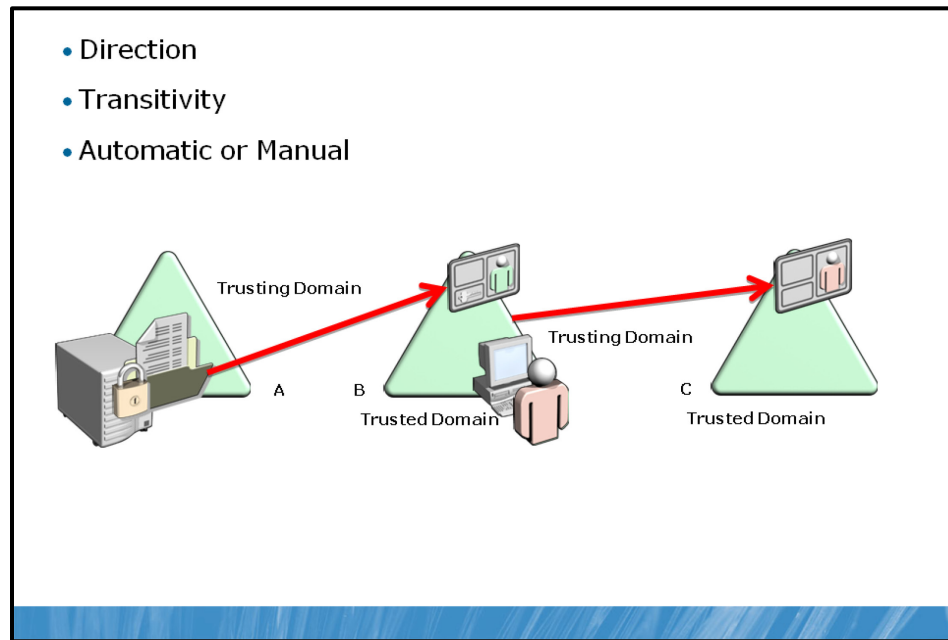 • Direction
• Transitivity
• Automatic or Manual
Trusting Domain
Trusting Domain
A
B
C
Trusted Domain
Trusted Domain